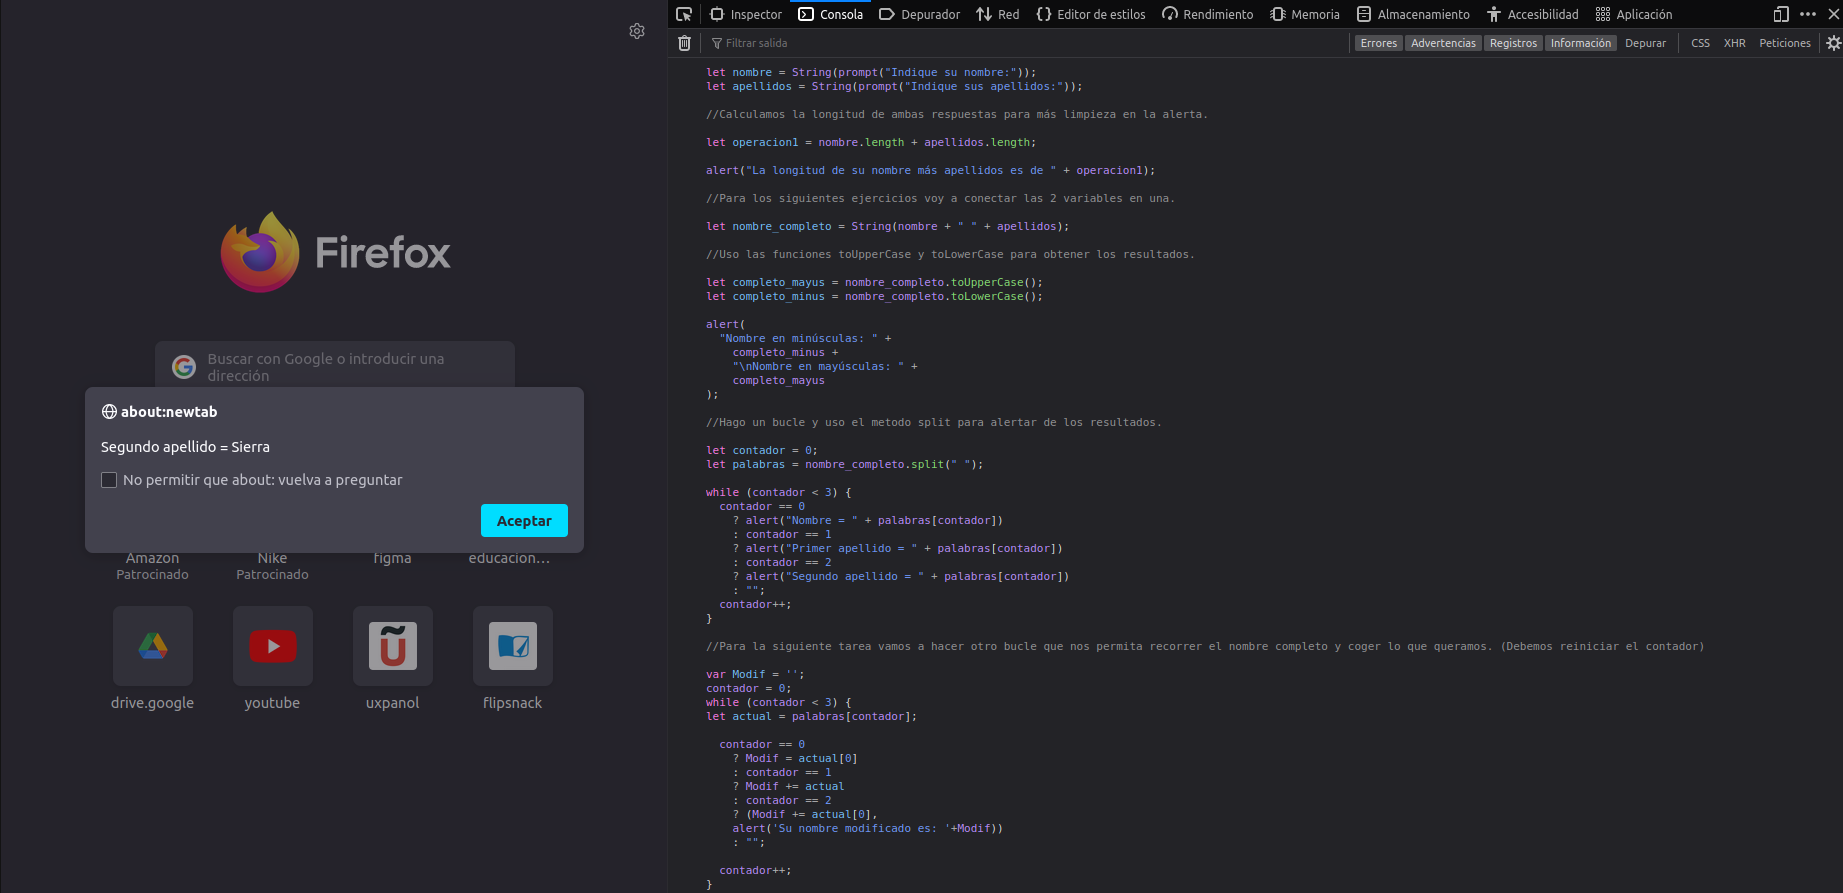 Inspector Consola Depurador Red Editor de estilos Rendimiento Memoria Almacenamiento Accesibilidad Aplicación
Filtrar salida Errores Advertencias Registros Información Depurar CSS XHR Peticiones
Firefox
Buscar con Google o introducir una
dirección
about:newtab
Segundo apellido = Sierra
No permitir que about: vuelva a preguntar
Aceptar
Amazon Nike figma educacion…
Patrocinado Patrocinado
drive.google youtube uxpanol flipsnack
let nombre = String(prompt("Indique su nombre:"));
let apellidos = String(prompt("Indique sus apellidos:"));
//Calculamos la longitud de ambas respuestas para más limpieza en la alerta.
let operacion1 = nombre.length + apellidos.length;
alert("La longitud de su nombre más apellidos es de " + operacion1);
//Para los siguientes ejercicios voy a conectar las 2 variables en una.
let nombre_completo = String(nombre + " " + apellidos);
//Uso las funciones toUpperCase y toLowerCase para obtener los resultados.
let completo_mayus = nombre_completo.toUpperCase();
let completo_minus = nombre_completo.toLowerCase();
alert(
"Nombre en minúsculas: " +
completo_minus +
"\nNombre en mayúsculas: " +
completo_mayus
);
//Hago un bucle y uso el metodo split para alertar de los resultados.
let contador = 0;
let palabras = nombre_completo.split(" ");
while (contador < 3) {
contador == 0
? alert("Nombre = " + palabras[contador])
: contador == 1
? alert("Primer apellido = " + palabras[contador])
: contador == 2
? alert("Segundo apellido = " + palabras[contador])
: "";
contador++;
}
//Para la siguiente tarea vamos a hacer otro bucle que nos permita recorrer el nombre completo y coger lo que queramos. (Debemos reiniciar el contador)
var Modif = '';
contador = 0;
while (contador < 3) {
let actual = palabras[contador];
contador == 0
? Modif = actual[0]
: contador == 1
? Modif += actual
: contador == 2
? (Modif += actual[0],
alert('Su nombre modificado es: '+Modif))
: "";
contador++;
}